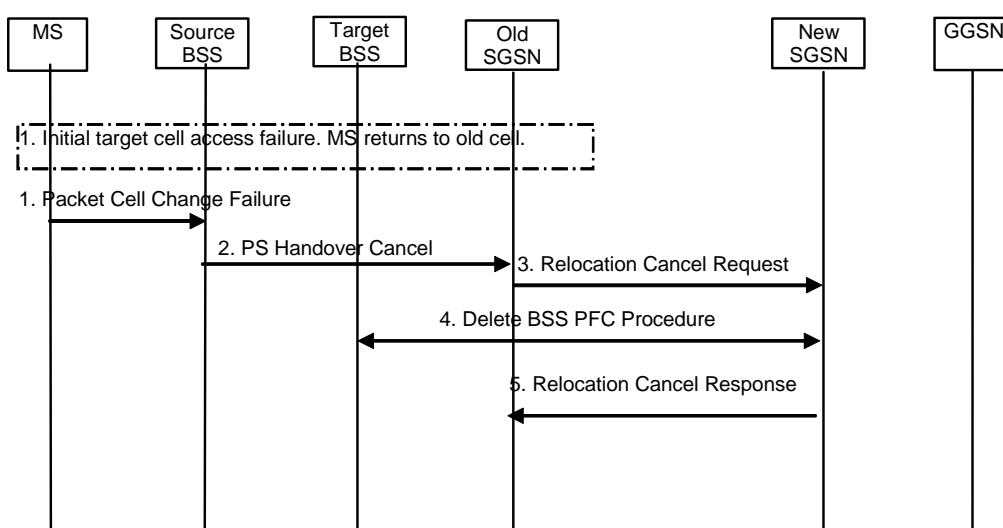 MS
Source
BSS
Target
BSS
Old
SGSN
New
SGSN
GGSN
1. Initial target cell access failure. MS returns to old cell.
1. Packet Cell Change Failure
2. PS Handover Cancel
3. Relocation Cancel Request
4. Delete BSS PFC Procedure
5. Relocation Cancel Response